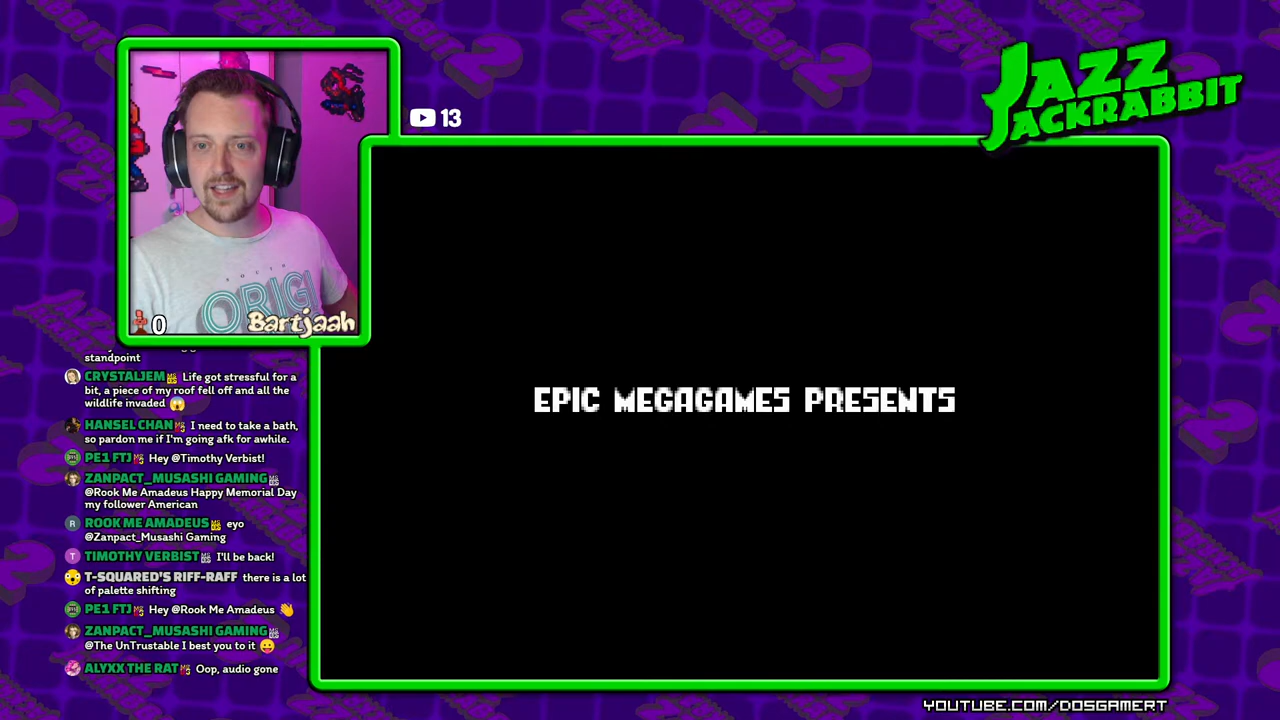 JAZZ
JACKRABBIT
13
ORIGI
0
Bartjaah
EPIC MEGAGAMES PRESENTS
standpoint
CRYSTALJEM Life got stressful for a
bit, a piece of my roof fell off and all the
wildlife invaded 😱
HANSEL CHAN I need to take a bath,
so pardon me if I'm going afk for awhile.
PE1 FTJ Hey @Timothy Verbist!
ZANPACT_MUSASHI GAMING
@Rook Me Amadeus Happy Memorial Day
my follower American
R ROOK ME AMADEUS eyo
@Zanpact_Musashi Gaming
T TIMOTHY VERBIST I'll be back!
T-SQUARED'S RIFF-RAFF there is a lot
of palette shifting
PE1 FTJ Hey @Rook Me Amadeus 👋
ZANPACT_MUSASHI GAMING
@The UnTrustable I best you to it 😛
ALYXX THE RAT Oop, audio gone
YOUTUBE.COM/DOSGAMERT